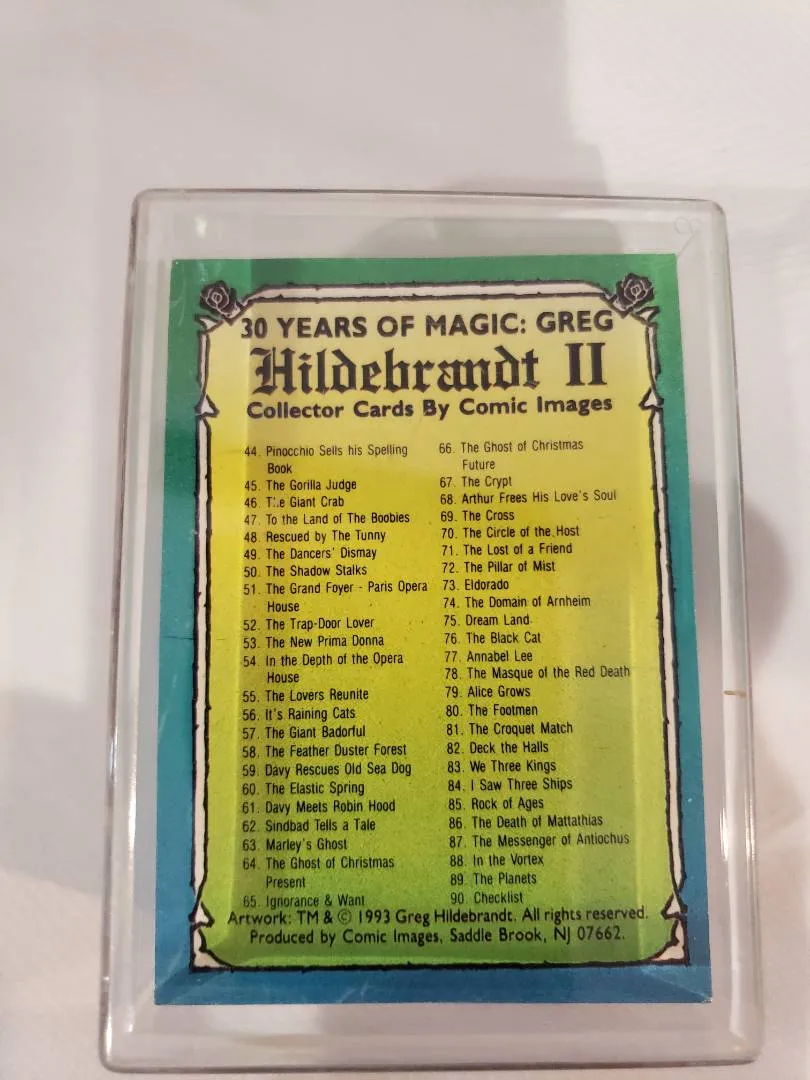 30 YEARS OF MAGIC: GREG
Hildebrandt II
Collector Cards By Comic Images
44. Pinocchio Sells his Spelling
Book
45. The Gorilla Judge
46. The Giant Crab
47. To the Land of The Boobies
48. Rescued by The Tunny
49. The Dancers' Dismay
50. The Shadow Stalks
51. The Grand Foyer - Paris Opera
House
52. The Trap-Door Lover
53. The New Prima Donna
54. In the Depth of the Opera
House
55. The Lovers Reunite
56. It's Raining Cats
57. The Giant Badorful
58. The Feather Duster Forest
59. Davy Rescues Old Sea Dog
60. The Elastic Spring
61. Davy Meets Robin Hood
62. Sindbad Tells a Tale
63. Marley's Ghost
64. The Ghost of Christmas
Present
65. Ignorance & Want
66. The Ghost of Christmas
Future
67. The Crypt
68. Arthur Frees His Love's Soul
69. The Cross
70. The Circle of the Host
71. The Lost of a Friend
72. The Pillar of Mist
73. Eldorado
74. The Domain of Arnheim
75. Dream Land
76. The Black Cat
77. Annabel Lee
78. The Masque of the Red Death
79. Alice Grows
80. The Footmen
81. The Croquet Match
82. Deck the Halls
83. We Three Kings
84. I Saw Three Ships
85. Rock of Ages
86. The Death of Mattathias
87. The Messenger of Antiochus
88. In the Vortex
89. The Planets
90. Checklist
Artwork: TM & © 1993 Greg Hildebrandt. All rights reserved.
Produced by Comic Images, Saddle Brook, NJ 07662.